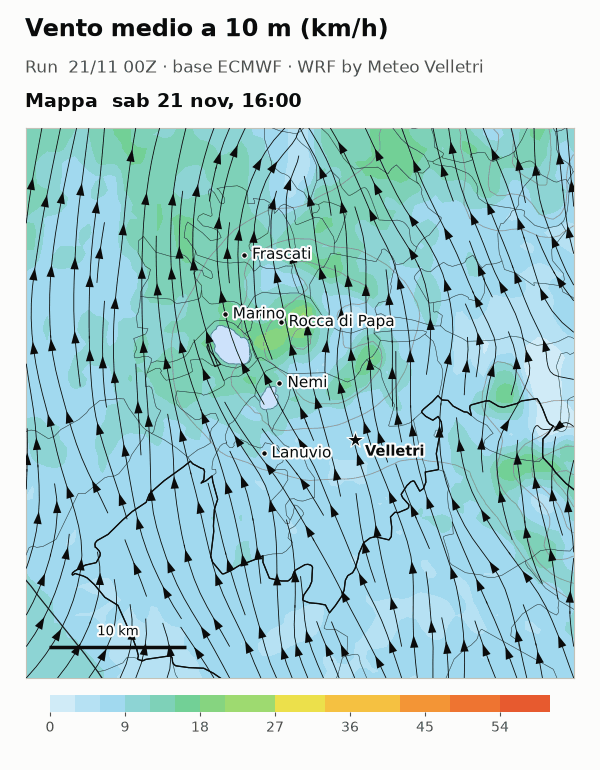 Vento medio a 10 m (km/h)
Run  21/11 00Z · base ECMWF · WRF by Meteo Velletri
Mappa  sab 21 nov, 16:00
Frascati
Marino
Rocca di Papa
Nemi
Velletri
Lanuvio
10 km
0 9 18 27 36 45 54